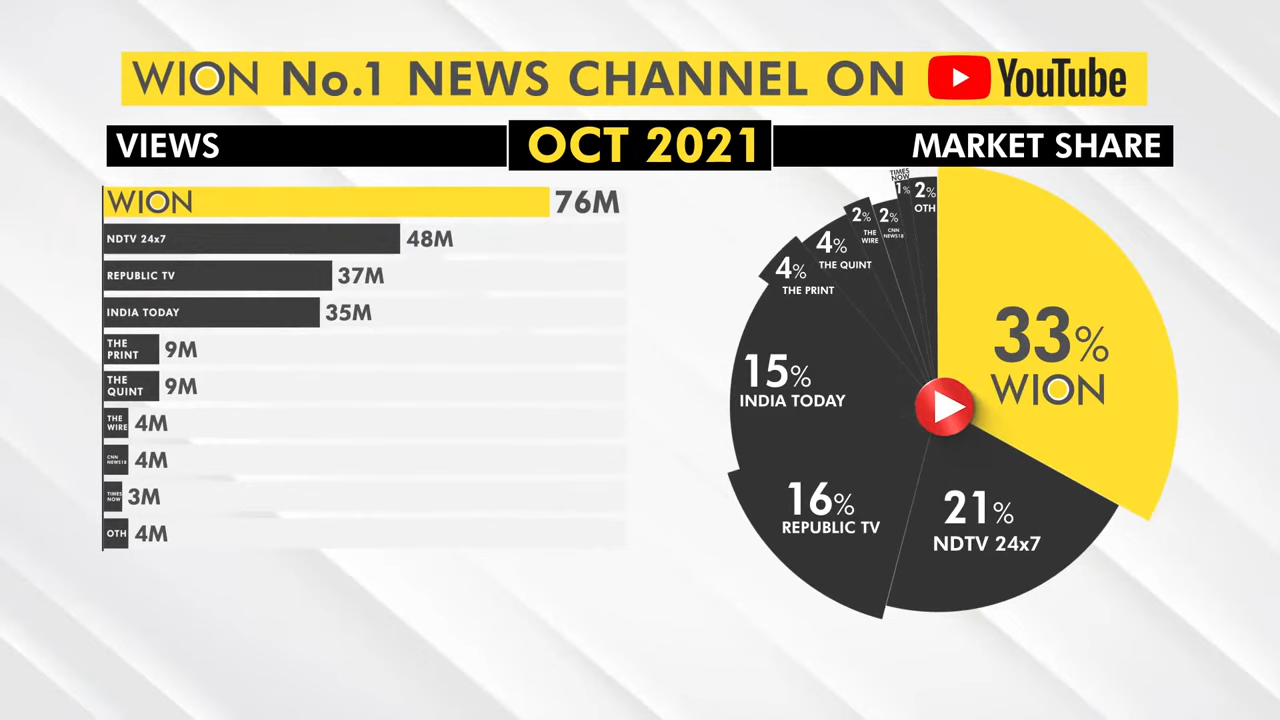 WION No.1 NEWS CHANNEL ON YouTube
VIEWS
OCT 2021
MARKET SHARE
WION 76M
NDTV 24x7 48M
REPUBLIC TV 37M
INDIA TODAY 35M
THE
PRINT 9M
THE
QUINT 9M
THE
WIRE 4M
CNN
NEWS18 4M
TIMES
NOW 3M
OTH 4M
33%
WION
21%
NDTV 24x7
16%
REPUBLIC TV
15%
INDIA TODAY
4%
THE PRINT
4%
THE QUINT
2%
THE
WIRE
2%
CNN
NEWS18
TIMES
NOW
1%
2%
OTH